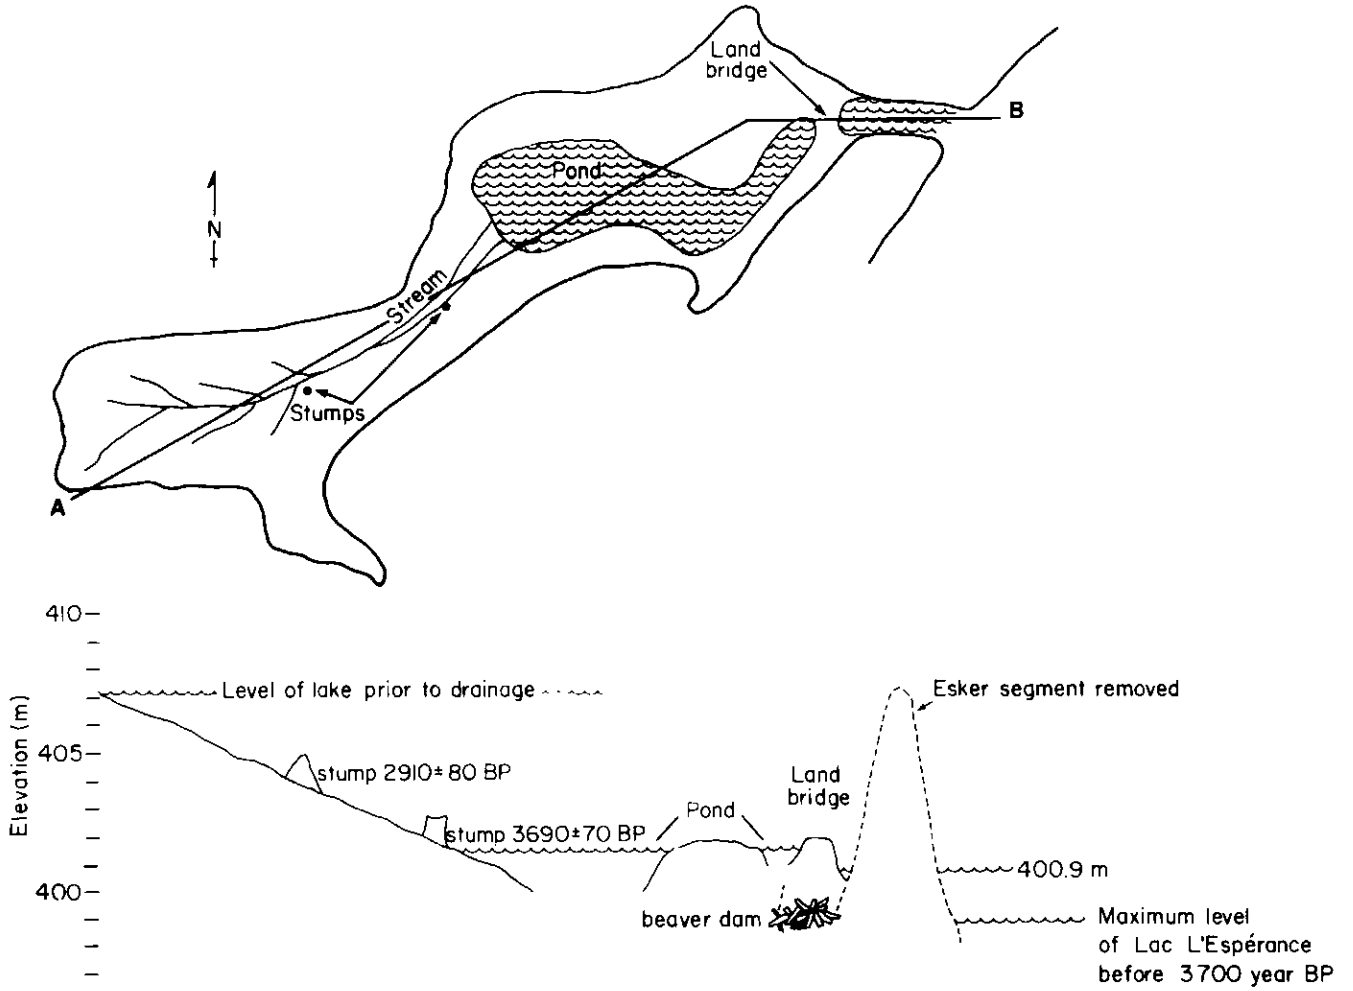 Land
bridge
B
Pond
N
Stream
Stumps
A
410
Level of lake prior to drainage
Esker segment removed
405
stump 2910±80 BP
Land
bridge
Pond
stump 3690±70 BP
400.9 m
400
beaver dam
Maximum level
of Lac L'Espérance
before 3700 year BP
Elevation (m)